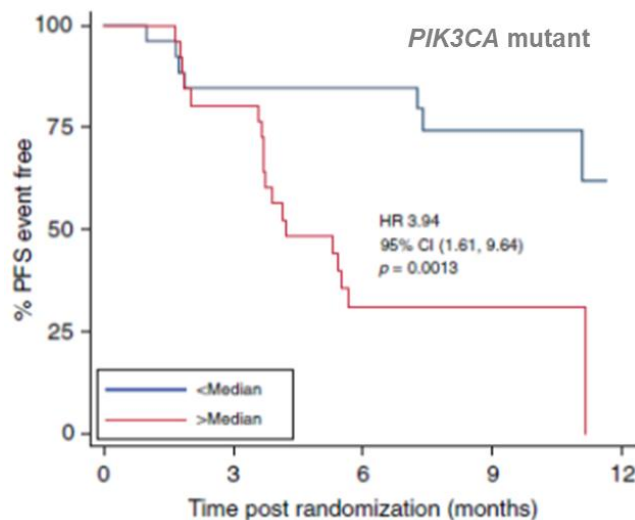 PIK3CA mutant
% PFS event free
100
75
50
25
0
HR 3.94
95% CI (1.61, 9.64)
p = 0.0013
<Median
>Median
0 3 6 9 12
Time post randomization (months)